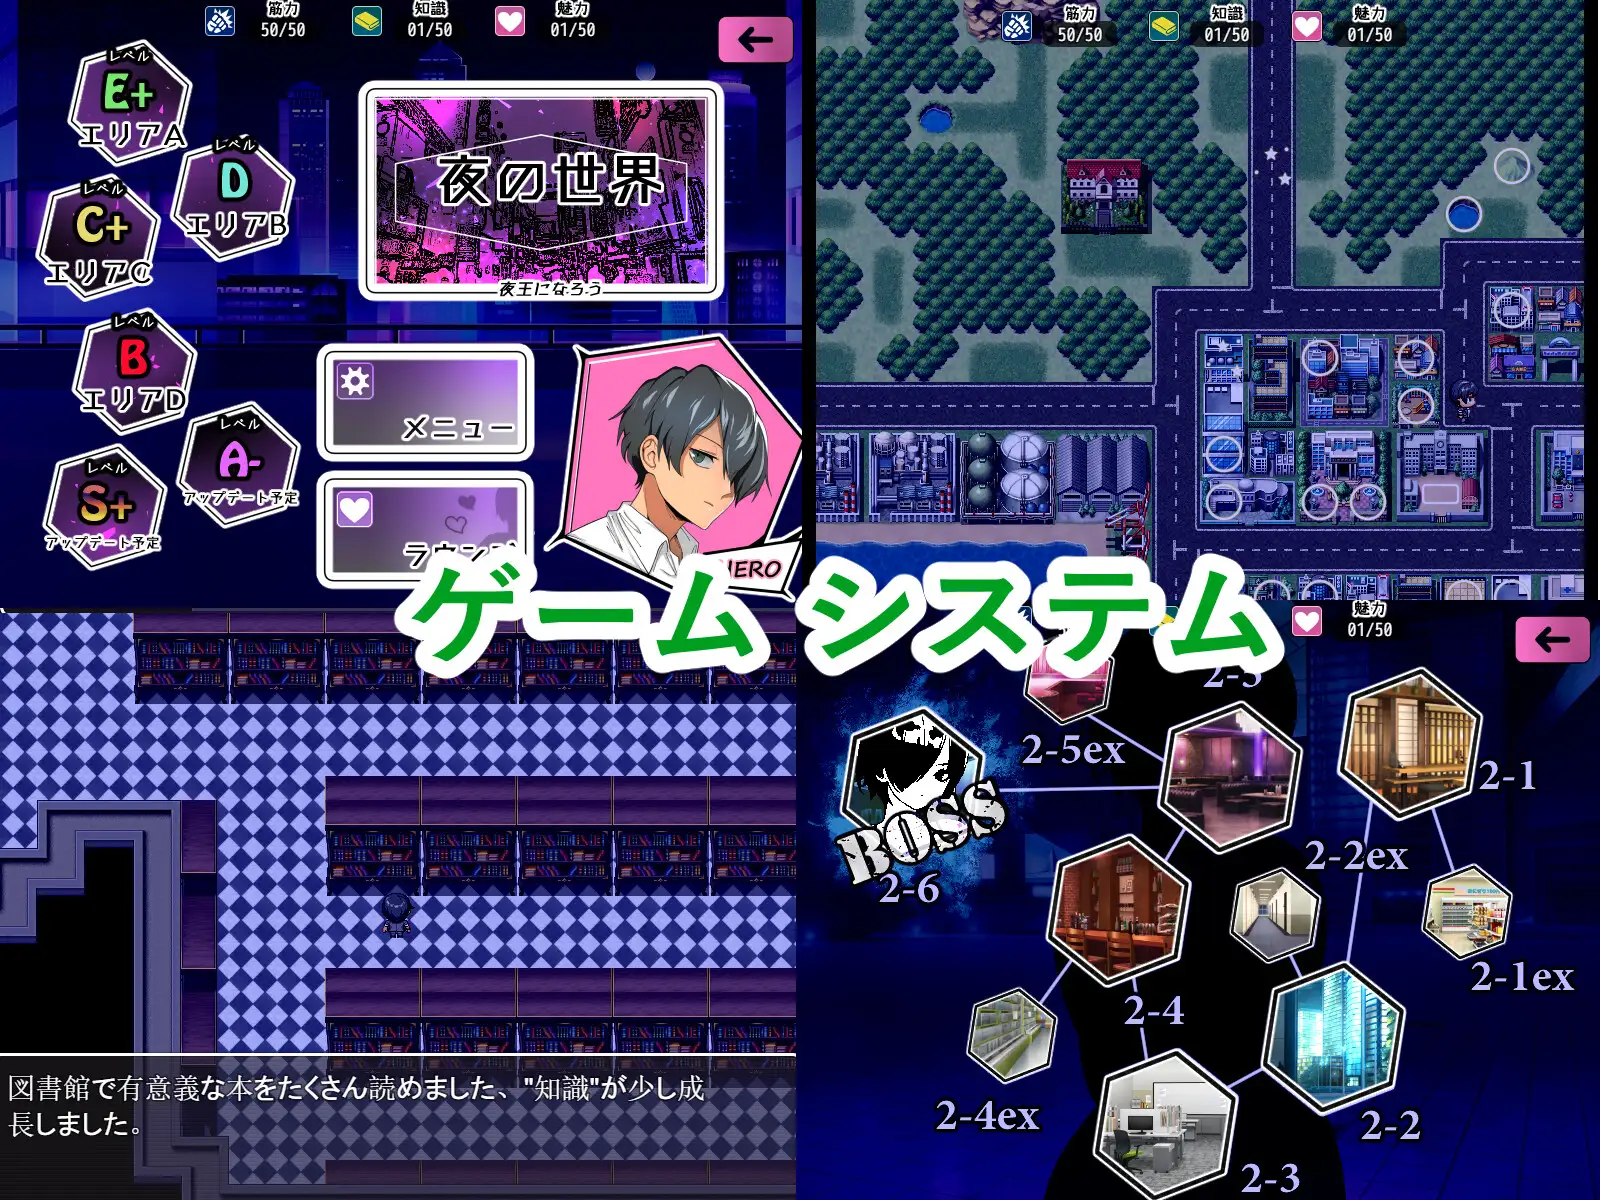 筋力
50/50
知識
01/50
魅力
01/50
レベル
E+
エリアA
レベル
D
エリアB
レベル
C+
エリアC
レベル
B
エリアD
レベル
A-
アップデート予定
レベル
S+
アップデート予定
夜の世界
夜王になろう
メニュー
HERO
筋力
50/50
知識
01/50
魅力
01/50
ゲームシステム
図書館で有意義な本をたくさん読めました、"知識"が少し成
長しました。
魅力
01/50
2-5
2-5ex
2-1
BOSS
2-6
2-2ex
2-1ex
2-4
2-4ex
2-2
2-3